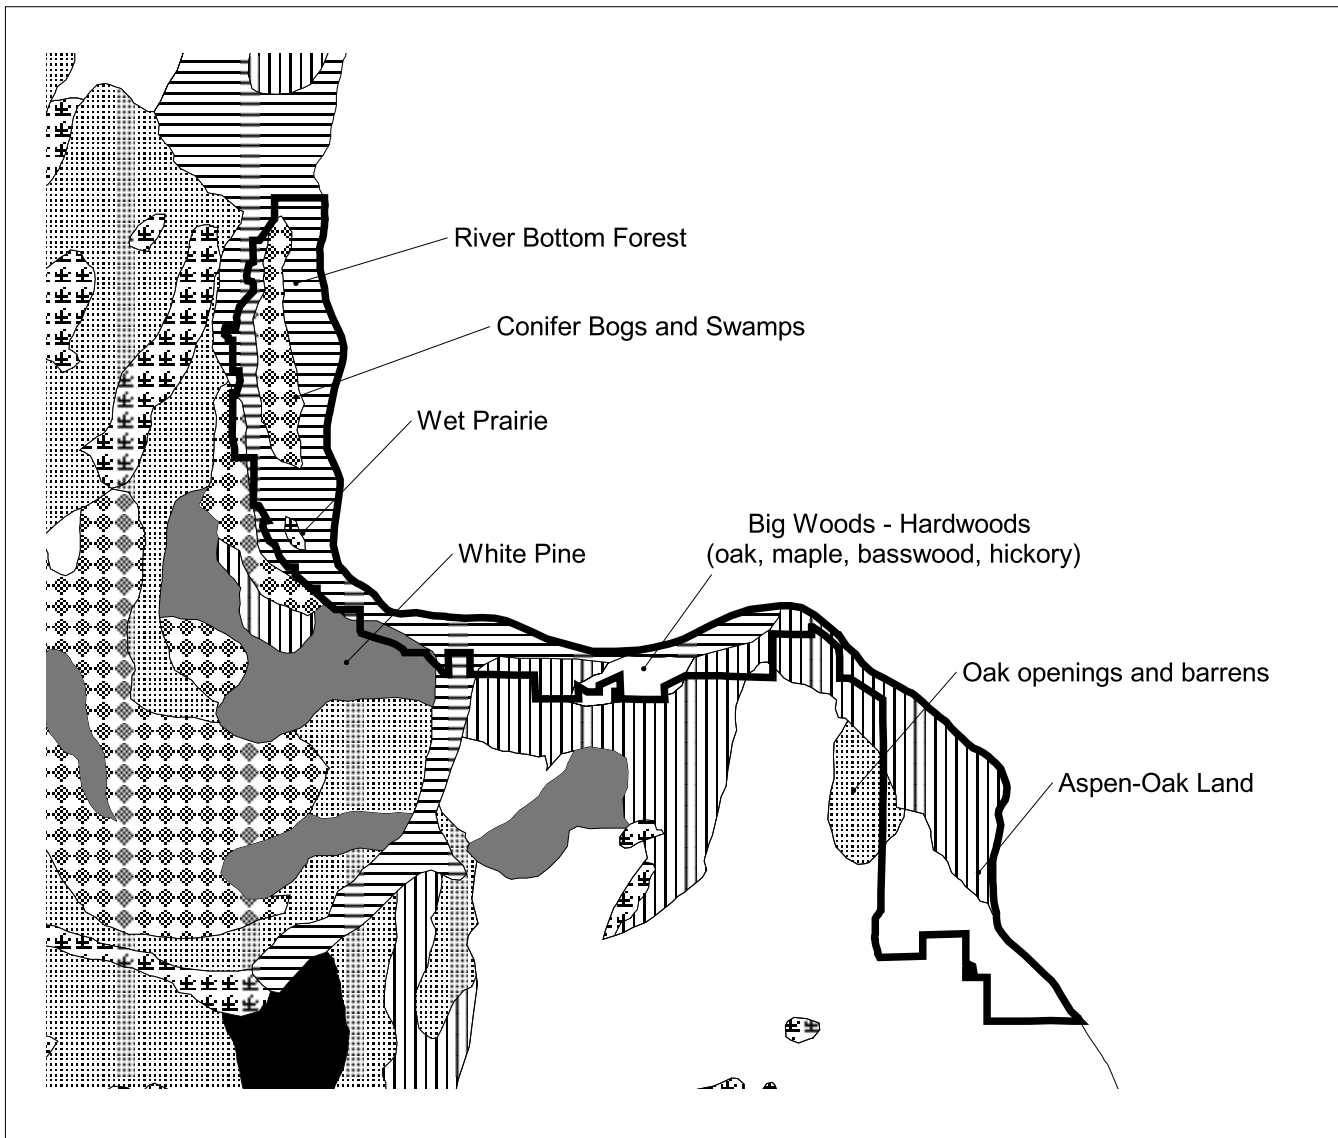 River Bottom Forest
Conifer Bogs and Swamps
Wet Prairie
Big Woods - Hardwoods
(oak, maple, basswood, hickory)
White Pine
Oak openings and barrens
Aspen-Oak Land